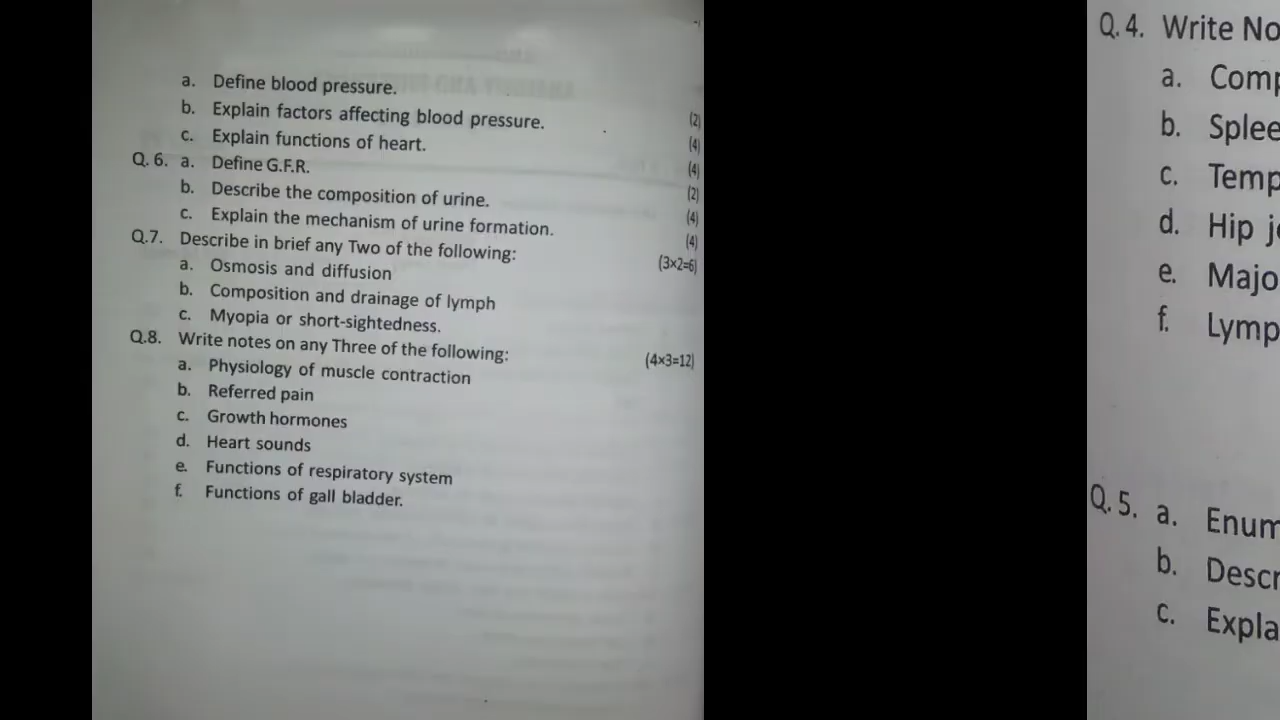 a. Define blood pressure.
(2)
b. Explain factors affecting blood pressure.
(4)
c. Explain functions of heart.
(4)
Q. 6. a. Define G.F.R.
(2)
b. Describe the composition of urine.
(4)
c. Explain the mechanism of urine formation.
(4)
Q.7. Describe in brief any Two of the following:
(3×2=6)
a. Osmosis and diffusion
b. Composition and drainage of lymph
c. Myopia or short-sightedness.
Q.8. Write notes on any Three of the following:
(4×3=12)
a. Physiology of muscle contraction
b. Referred pain
c. Growth hormones
d. Heart sounds
e. Functions of respiratory system
f. Functions of gall bladder.
Q. 4. Write No
a. Comp
b. Splee
c. Temp
d. Hip
e. Majo
f. Lymp
Q. 5. a. Enum
b. Descr
c. Expla